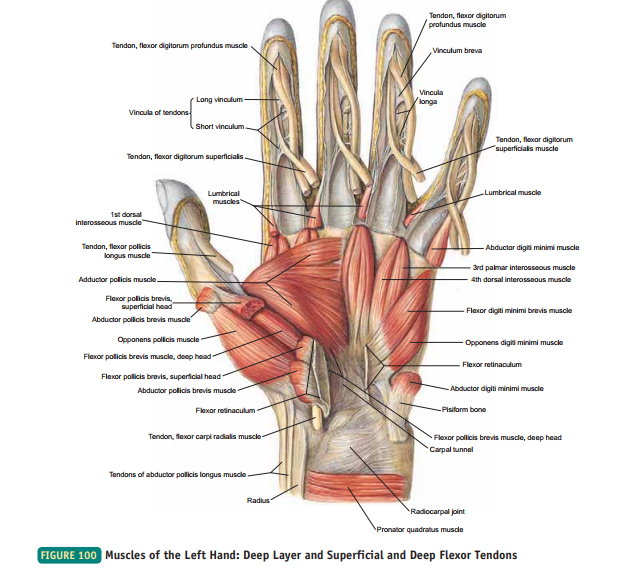 Tendon, flexor digitorum
profundus muscle
Tendon, flexor digitorum profundus muscle
Vinculum breva
Vincula
longa
Long vinculum
Vincula of tendons
Short vinculum
Tendon, flexor digitorum
superficialis muscle
Tendon, flexor digitorum superficialis
Lumbrical
muscles
Lumbrical muscle
1st dorsal
interosseous muscle
Tendon, flexor pollicis
longus muscle
Abductor digiti minimi muscle
3rd palmar interosseous muscle
Adductor pollicis muscle
4th dorsal interosseous muscle
Flexor pollicis brevis,
superficial head
Abductor pollicis brevis muscle
Flexor digiti minimi brevis muscle
Opponens pollicis muscle
Opponens digiti minimi muscle
Flexor pollicis brevis muscle, deep head
Flexor retinaculum
Flexor pollicis brevis, superficial head
Abductor pollicis brevis muscle
Abductor digiti minimi muscle
Flexor retinaculum
Pisiform bone
Tendon, flexor carpi radialis muscle
Flexor pollicis brevis muscle, deep head
Carpal tunnel
Tendons of abductor pollicis longus muscle
Radius
Radiocarpal joint
Pronator quadratus muscle
FIGURE 100 Muscles of the Left Hand: Deep Layer and Superficial and Deep Flexor Tendons